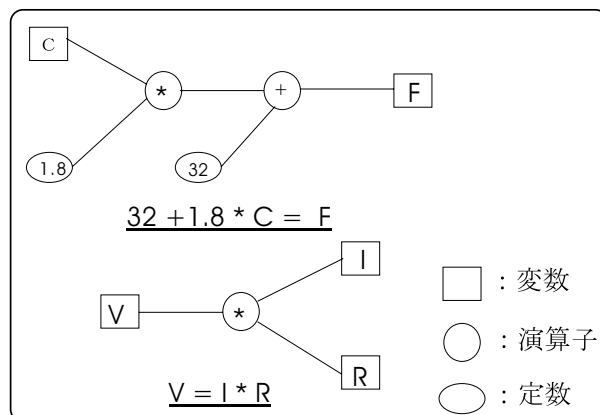 C
*
+
F
1.8
32
32 +1.8 * C = F
I
V
*
R
V = I * R
: 変数
: 演算子
: 定数